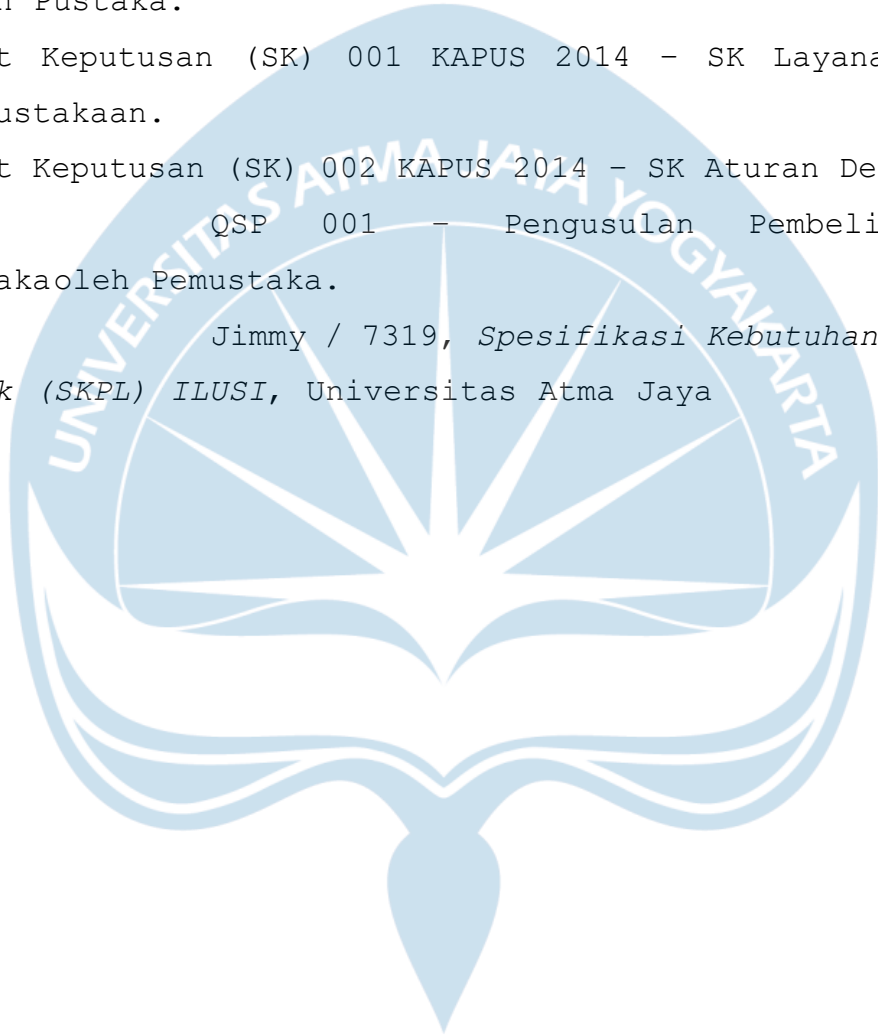 n Pustaka.
t Keputusan (SK) 001 KAPUS 2014 – SK Layana
ustakaan.
t Keputusan (SK) 002 KAPUS 2014 – SK Aturan De
QSP 001 – Pengusulan Pembeli
akaoleh Pemustaka.
Jimmy / 7319, Spesifikasi Kebutuhan
k (SKPL) ILUSI, Universitas Atma Jaya
UNIVERSITAS ATMA JAYA YOGYAKARTA